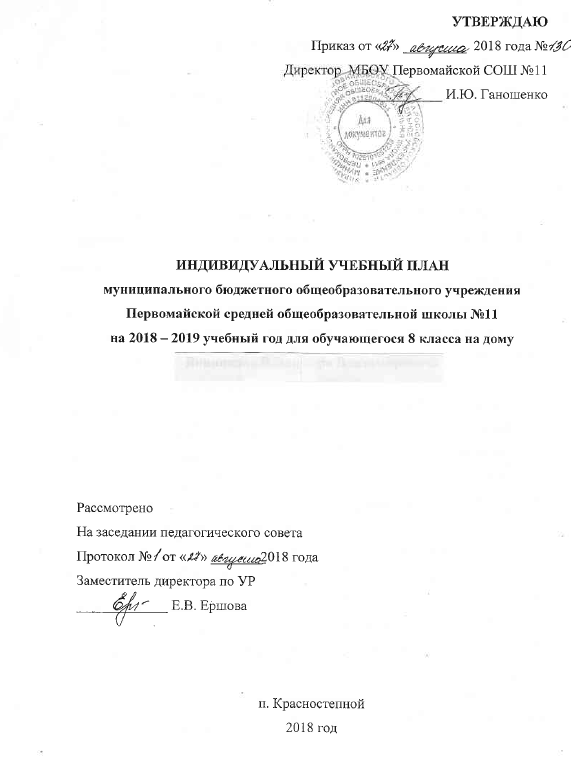 УТВЕРЖДАЮ
Приказ от «27» августа 2018 года №130
Директор МБОУ Первомайской СОШ №11
И.Ю. Ганошенко
Для
документов
ИНДИВИДУАЛЬНЫЙ УЧЕБНЫЙ ПЛАН
муниципального бюджетного общеобразовательного учреждения
Первомайской средней общеобразовательной школы №11
на 2018 – 2019 учебный год для обучающегося 8 класса на дому
Рассмотрено
На заседании педагогического совета
Протокол №1 от «27» августа 2018 года
Заместитель директора по УР
Е.В. Ершова
п. Красностепной
2018 год